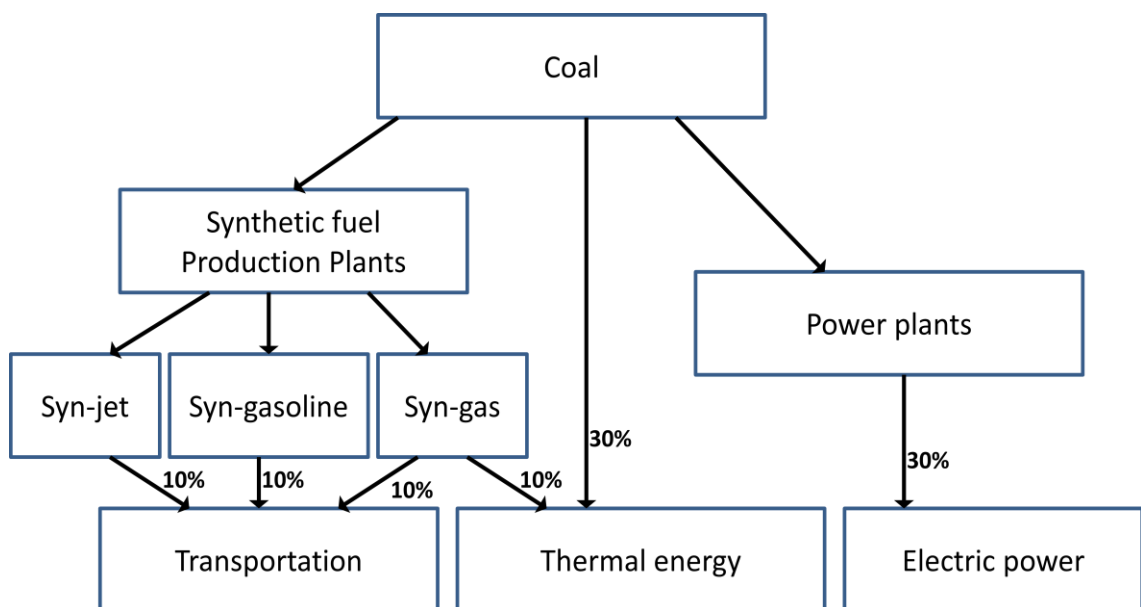 Coal
Synthetic fuel
Production Plants
Power plants
Syn-jet
Syn-gasoline
Syn-gas
30%
30%
10%
10%
10%
10%
Transportation
Thermal energy
Electric power